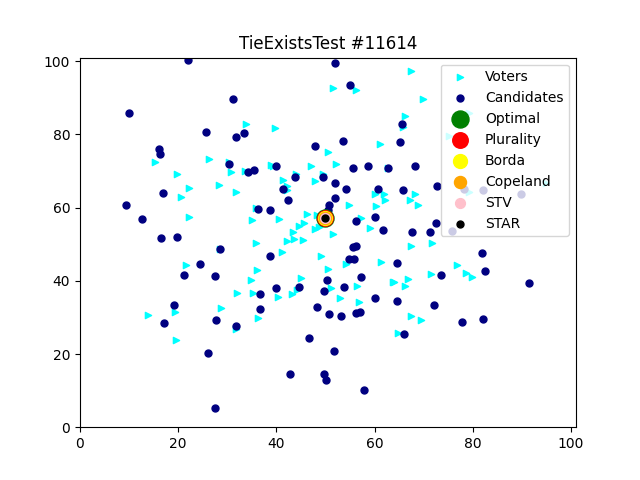 TieExistsTest #11614
Voters
Candidates
Optimal
Plurality
Borda
Copeland
STV
STAR
100
80
60
40
20
0
0 20 40 60 80 100